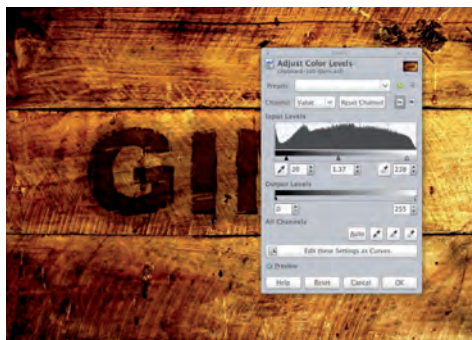 GI
Adjust Color Levels
Presets:
Channel: Value Reset Channel
Input Levels
20 1.37 228
Output Levels
0 255
All Channels
Auto
Edit these Settings as Curves
Preview
Help Reset Cancel OK